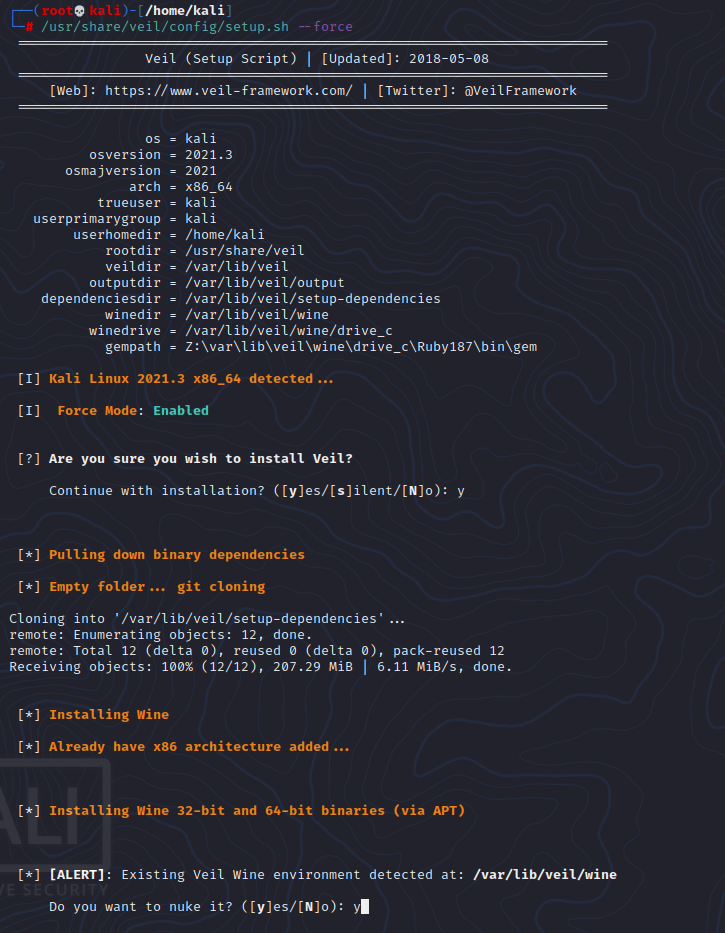 (root💀kali)-[/home/kali]
# /usr/share/veil/config/setup.sh --force
Veil (Setup Script) | [Updated]: 2018-05-08
[Web]: https://www.veil-framework.com/ | [Twitter]: @VeilFramework
os = kali
osversion = 2021.3
osmajversion = 2021
arch = x86_64
trueuser = kali
userprimarygroup = kali
userhomedir = /home/kali
rootdir = /usr/share/veil
veildir = /var/lib/veil
outputdir = /var/lib/veil/output
dependenciesdir = /var/lib/veil/setup-dependencies
winedir = /var/lib/veil/wine
winedrive = /var/lib/veil/wine/drive_c
gempath = Z:\var\lib\veil\wine\drive_c\Ruby187\bin\gem
[I] Kali Linux 2021.3 x86_64 detected...
[I] Force Mode: Enabled
[?] Are you sure you wish to install Veil?
Continue with installation? ([y]es/[s]ilent/[N]o): y
[*] Pulling down binary dependencies
[*] Empty folder... git cloning
Cloning into '/var/lib/veil/setup-dependencies'...
remote: Enumerating objects: 12, done.
remote: Total 12 (delta 0), reused 0 (delta 0), pack-reused 12
Receiving objects: 100% (12/12), 207.29 MiB | 6.11 MiB/s, done.
[*] Installing Wine
[*] Already have x86 architecture added...
[*] Installing Wine 32-bit and 64-bit binaries (via APT)
[*] [ALERT]: Existing Veil Wine environment detected at: /var/lib/veil/wine
ALI
VE SECURITY
Do you want to nuke it? ([y]es/[N]o): y